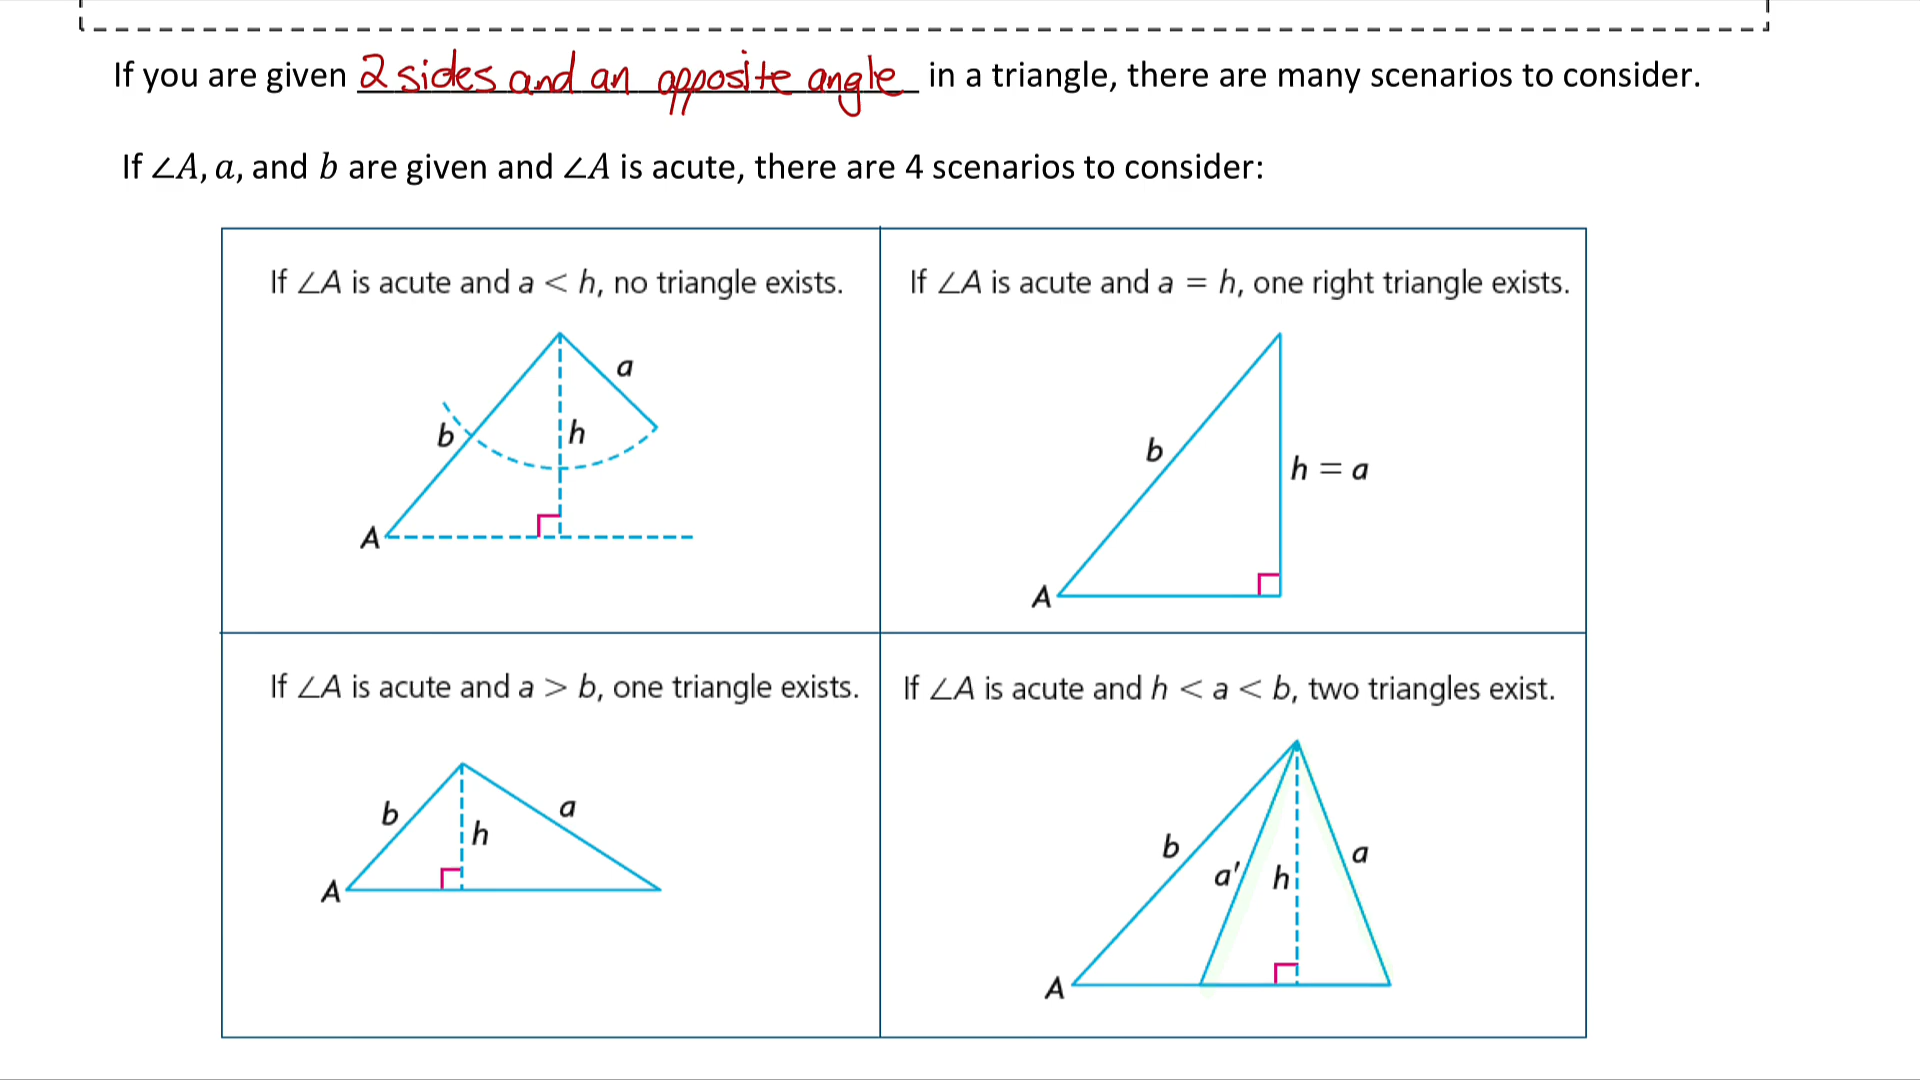 If you are given 2 sides and an opposite angle in a triangle, there are many scenarios to consider.
If ∠A, a, and b are given and ∠A is acute, there are 4 scenarios to consider:
If ∠A is acute and a < h, no triangle exists.
a
b
h
A
If ∠A is acute and a = h, one right triangle exists.
b
h = a
A
If ∠A is acute and a > b, one triangle exists.
b
a
h
A
If ∠A is acute and h < a < b, two triangles exist.
b
a
a'
h
A